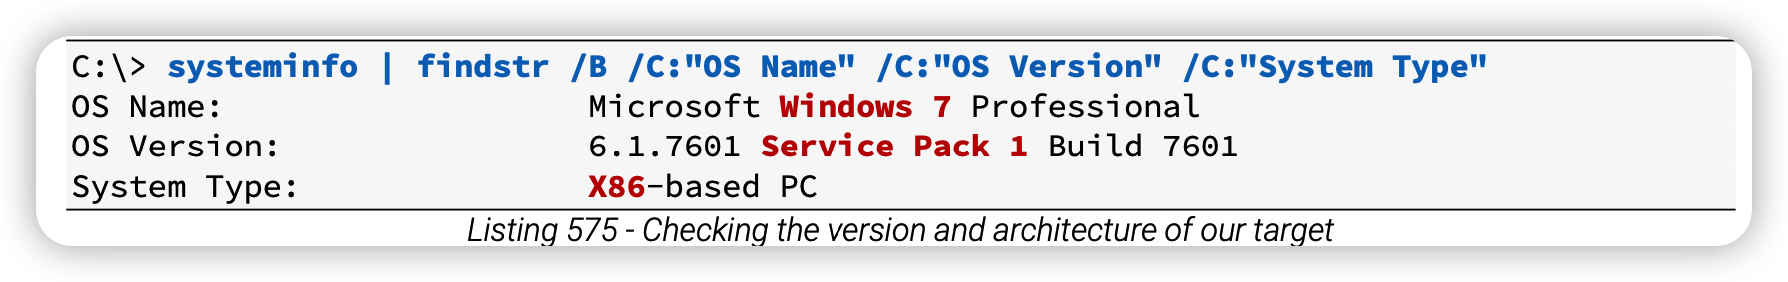 C:\> systeminfo | findstr /B /C:"OS Name" /C:"OS Version" /C:"System Type"
OS Name:                   Microsoft Windows 7 Professional
OS Version:                6.1.7601 Service Pack 1 Build 7601
System Type:               X86-based PC
Listing 575 - Checking the version and architecture of our target